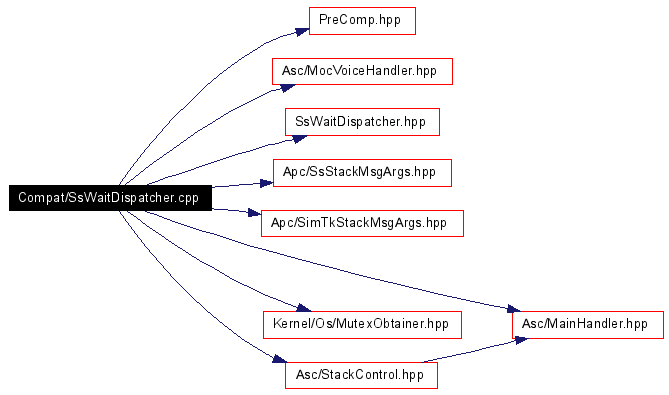 PreComp.hpp
Asc/MocVoiceHandler.hpp
SsWaitDispatcher.hpp
Apc/SsStackMsgArgs.hpp
Compat/SsWaitDispatcher.cpp
Apc/SimTkStackMsgArgs.hpp
Kernel/Os/MutexObtainer.hpp
Asc/MainHandler.hpp
Asc/StackControl.hpp